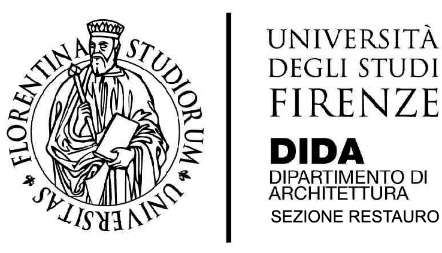 FLORENTINA STUDIORUM UNIVERSITAS
UNIVERSITÀ
DEGLI STUDI
FIRENZE
DIDA
DIPARTIMENTO DI
ARCHITETTURA
SEZIONE RESTAURO